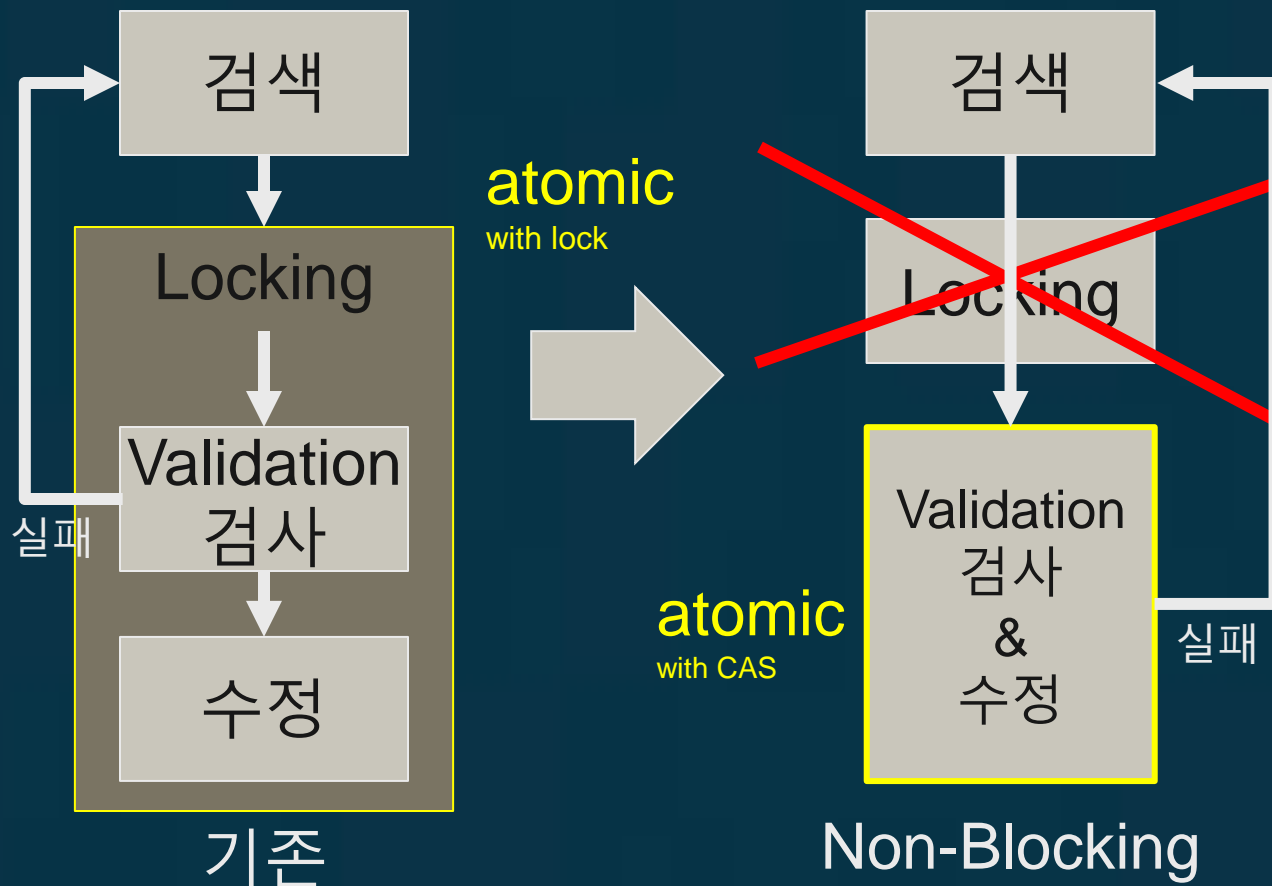 검색
Locking
Validation
검사
수정
실패
기존
atomic
with lock
atomic
with CAS
검색
Locking
Validation
검사
&
수정
실패
Non-Blocking